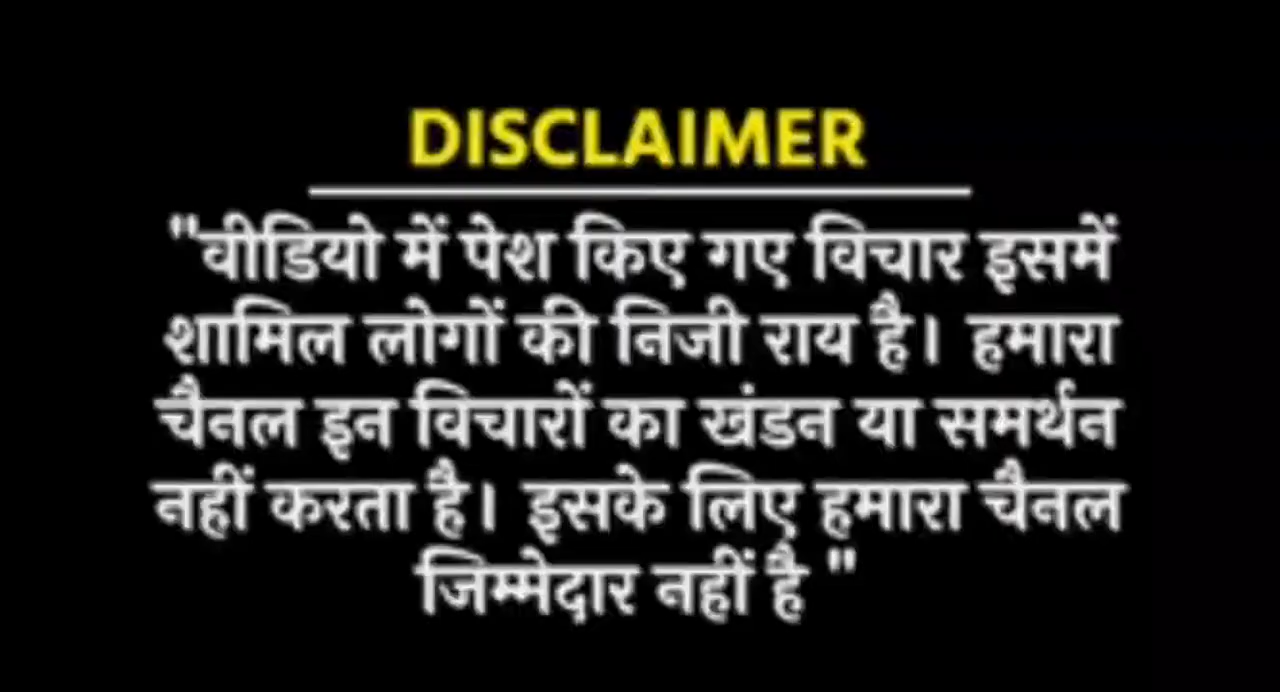 DISCLAIMER
"वीडियो में पेश किए गए विचार इसमें
शामिल लोगों की निजी राय है। हमारा
चैनल इन विचारों का खंडन या समर्थन
नहीं करता है। इसके लिए हमारा चैनल
जिम्मेदार नहीं है "